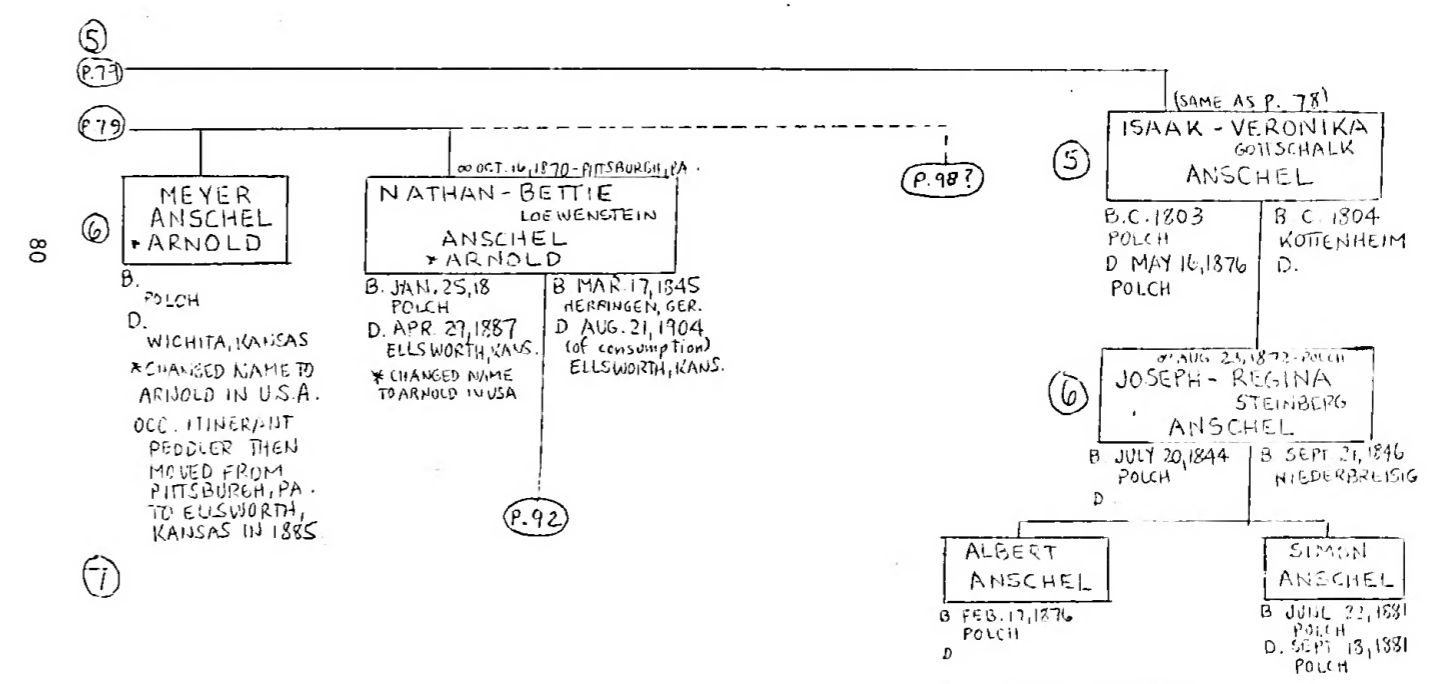 5
P.77
P.79
80
6
MEYER
ANSCHEL
*ARNOLD
B.
POLCH
D.
WICHITA, KANSAS
*CHANGED NAME TO
ARNOLD IN U.S.A.
OCC. ITINERANT
PEDDLER THEN
MOVED FROM
PITTSBURGH, PA.
TO ELLSWORTH,
KANSAS IN 1885
7
∞ OCT. 16, 1870 - PITTSBURGH, PA.
NATHAN - BETTIE
LOEWENSTEIN
ANSCHEL
*ARNOLD
B. JAN. 25, 18
POLCH
D. APR. 27, 1887
ELLSWORTH, KANS.
*CHANGED NAME
TO ARNOLD IN USA
B MAR. 17, 1845
HERRINGEN, GER.
D AUG. 21, 1904
(of consumption)
ELLSWORTH, KANS.
P.92
P.98?
(SAME AS P. 78)
5
ISAAK - VERONIKA
GOTTSCHALK
ANSCHEL
B.C. 1803
POLCH
D MAY 16, 1876
POLCH
B.C. 1804
KOTTENHEIM
D.
∞ AUG 1872 - POLCH
6
JOSEPH - REGINA
STEINBERG
ANSCHEL
B JULY 20, 1844
POLCH
D
B SEPT 21, 1846
NIEDERBREISIG
ALBERT
ANSCHEL
B FEB. 17, 1876
POLCH
D
SIMON
ANSCHEL
B JUNE 22, 1881
POLCH
D. SEPT 13, 1881
POLCH